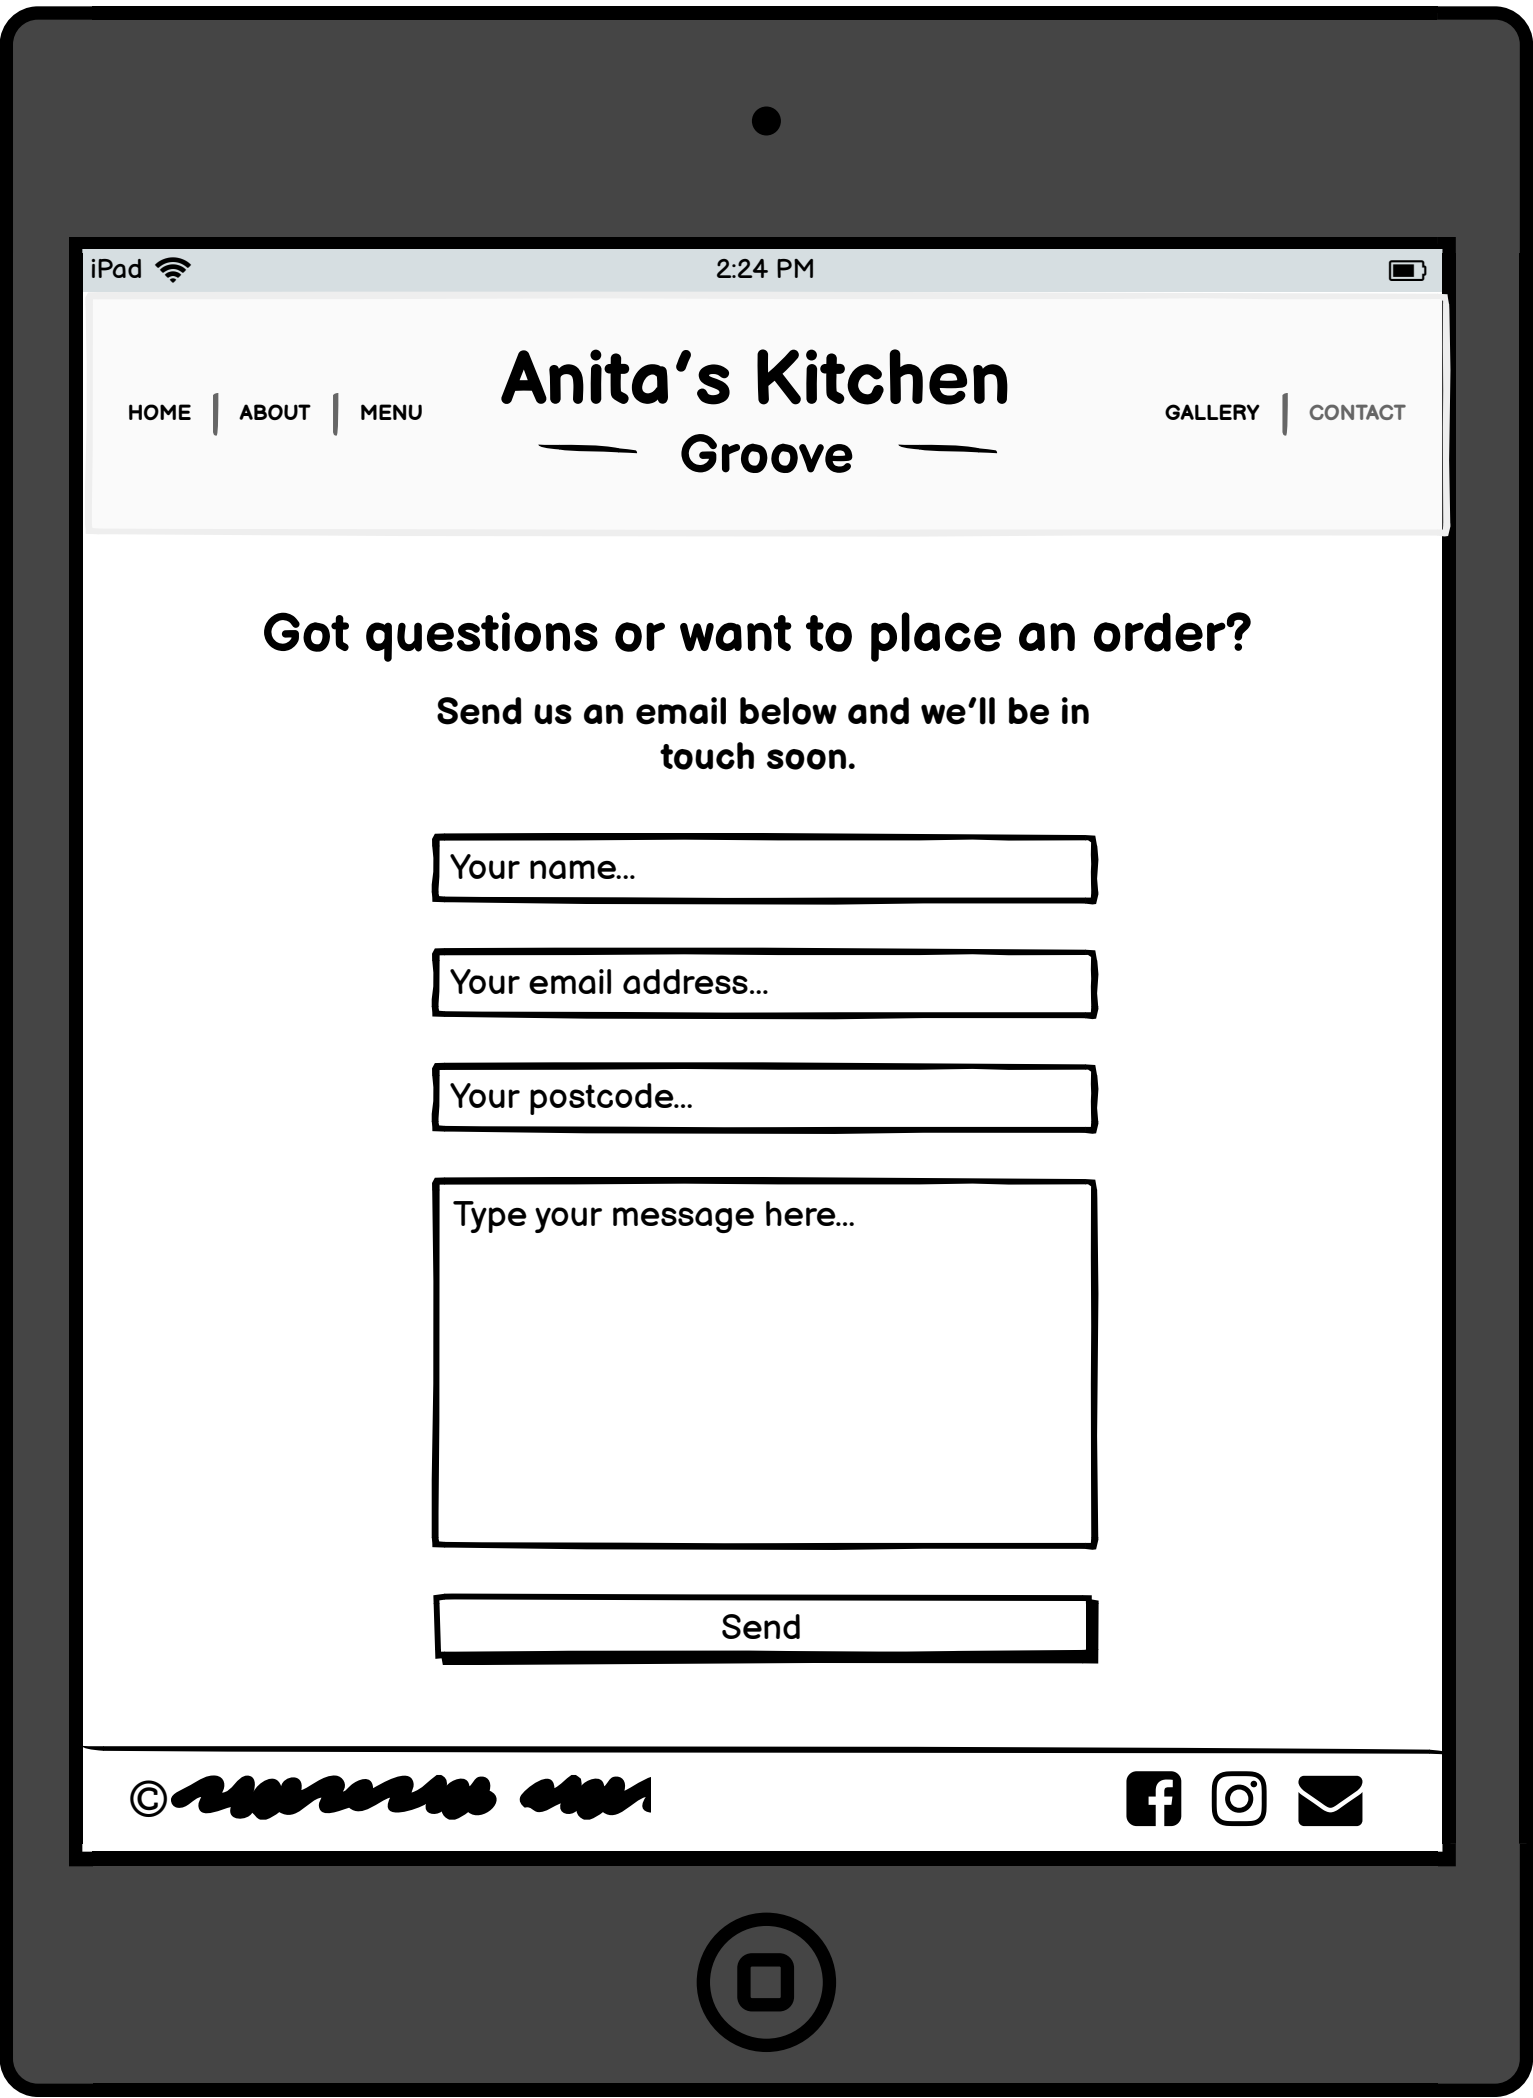 iPad 2:24 PM
Anita's Kitchen
HOME ABOUT MENU GALLERY CONTACT
Groove
Got questions or want to place an order?
Send us an email below and we'll be in
touch soon.
Your name...
Your email address...
Your postcode...
Type your message here...
Send
©